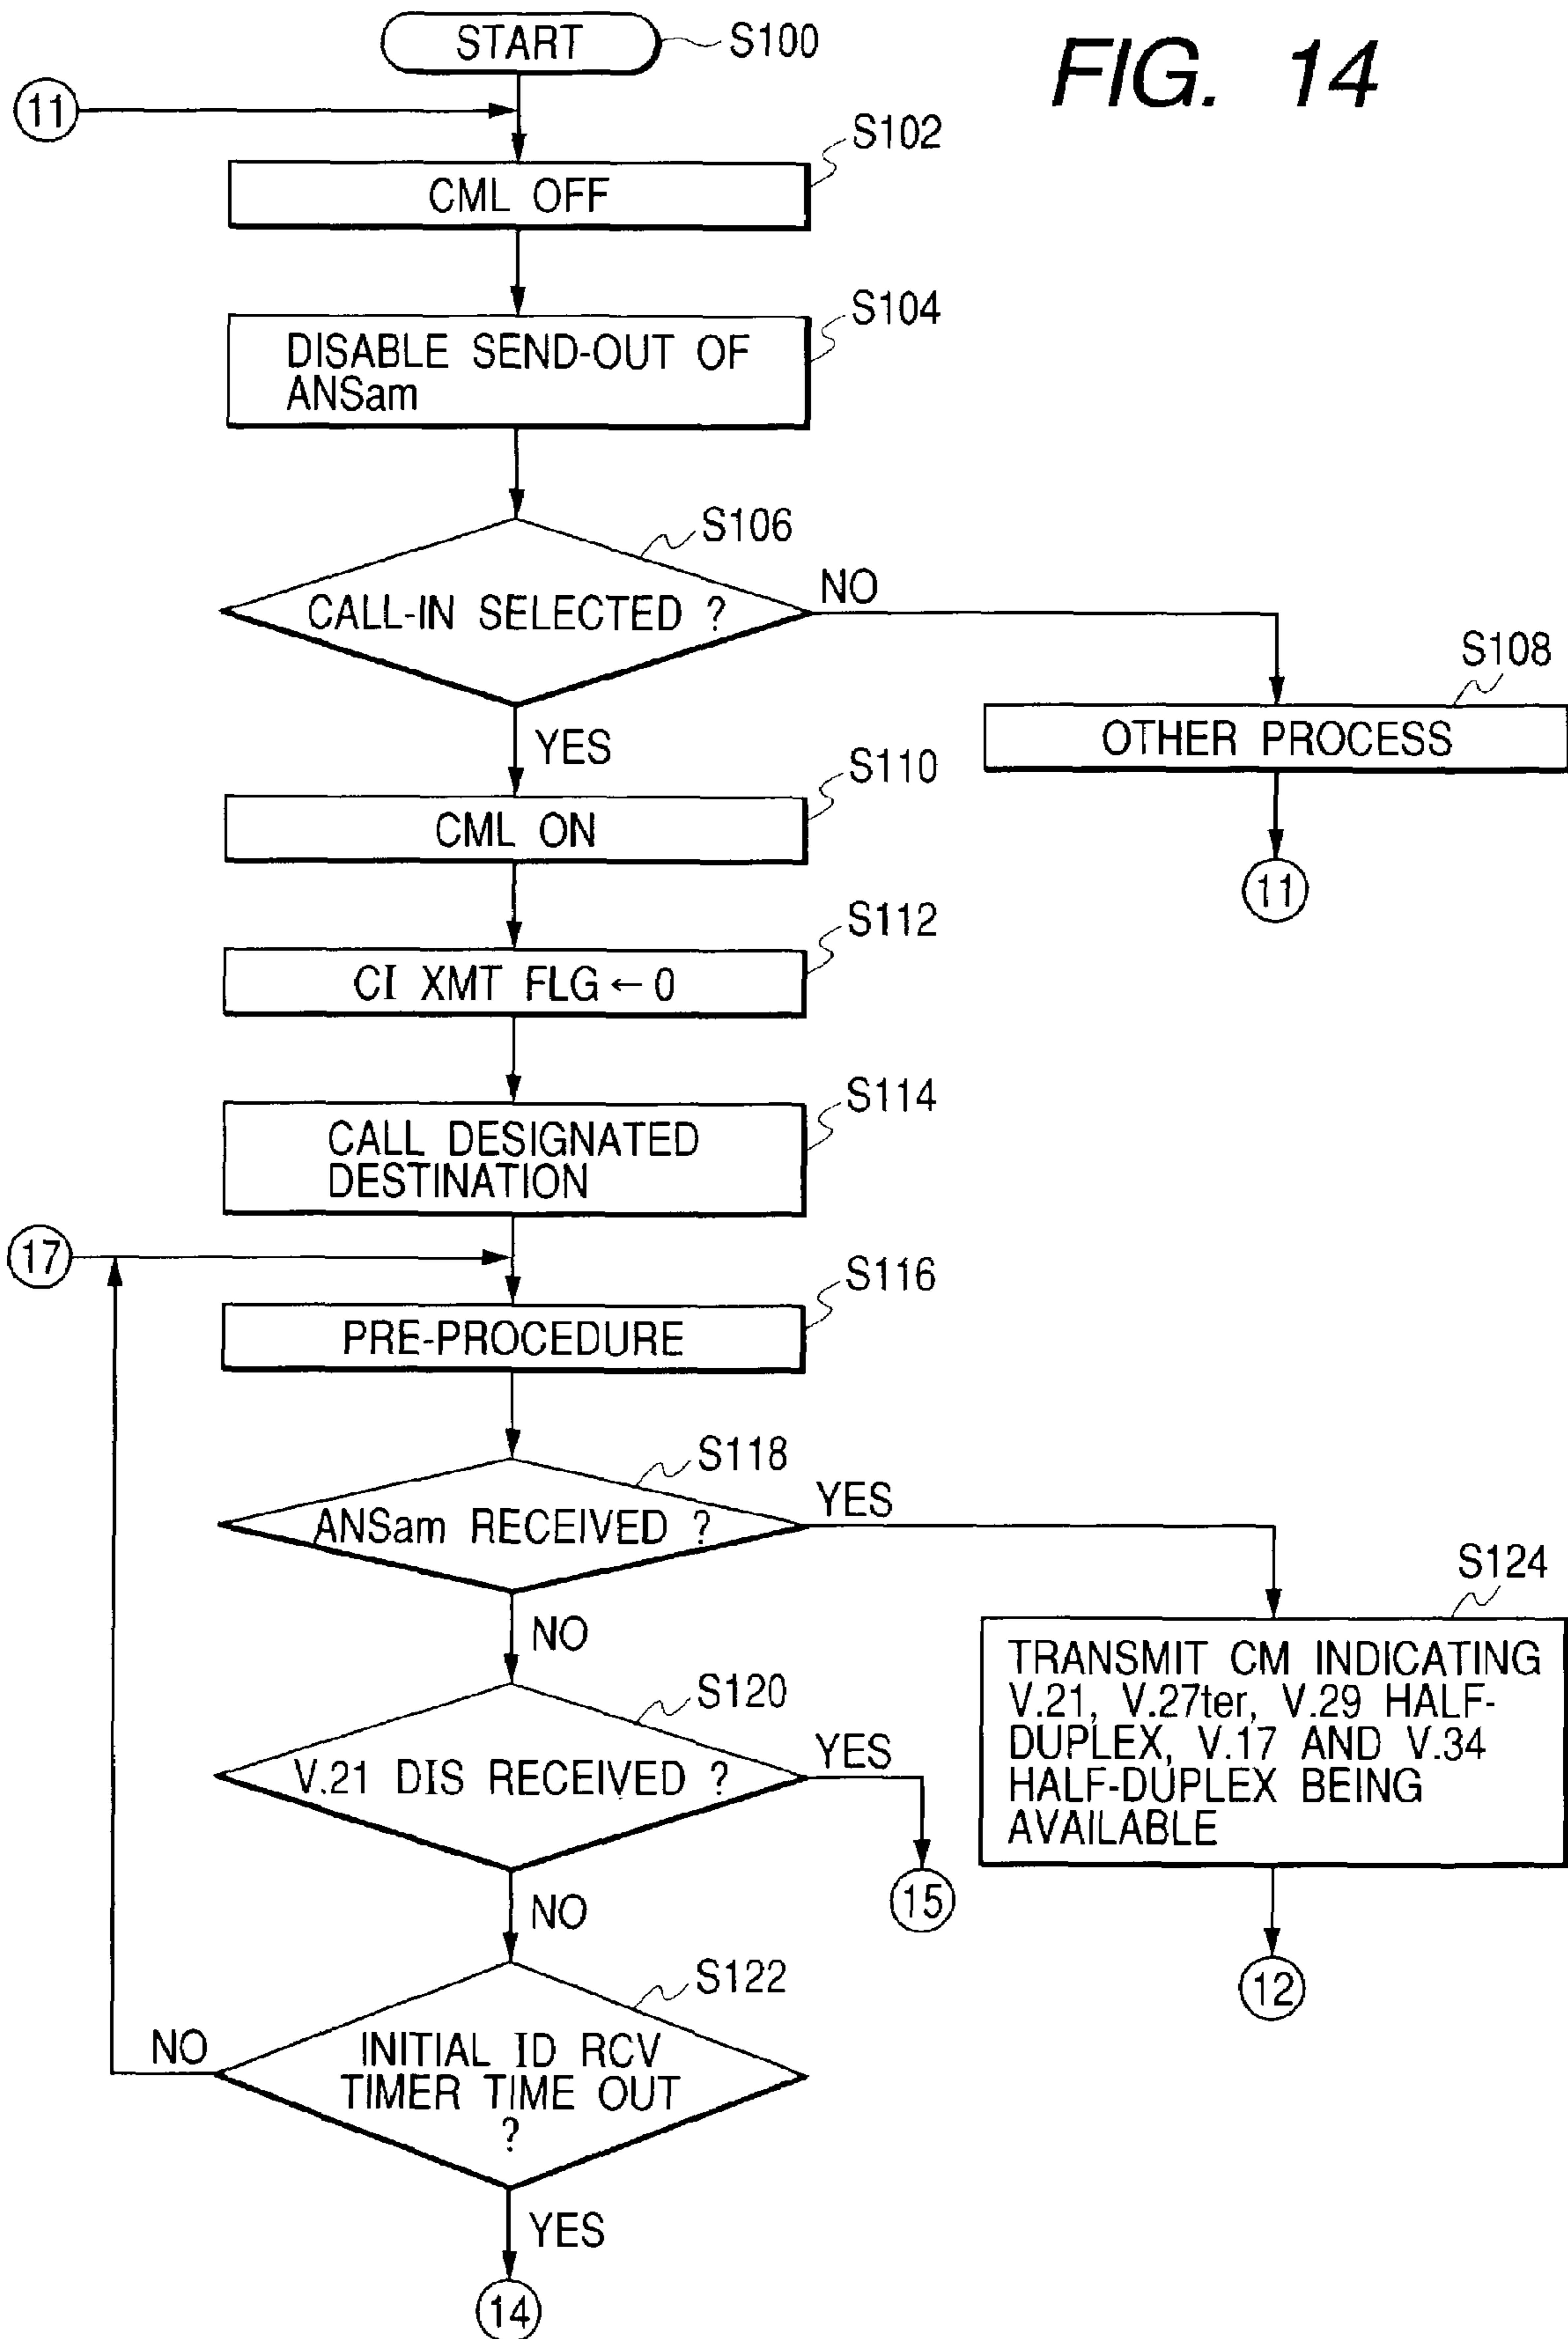 START
S100
FIG. 14
11
S102
CML OFF
S104
DISABLE SEND-OUT OF
ANSam
S106
CALL-IN SELECTED ?
NO
S108
OTHER PROCESS
11
YES
S110
CML ON
S112
CI XMT FLG ← 0
S114
CALL DESIGNATED
DESTINATION
17
S116
PRE-PROCEDURE
S118
ANSam RECEIVED ?
YES
S124
TRANSMIT CM INDICATING
V.21, V.27ter, V.29 HALF-
DUPLEX, V.17 AND V.34
HALF-DUPLEX BEING
AVAILABLE
12
NO
S120
V.21 DIS RECEIVED ?
YES
15
NO
S122
INITIAL ID RCV
TIMER TIME OUT
?
NO
YES
14